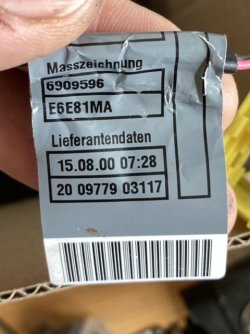 Masszeichnung
6909596
E6E81MA
Lieferantendaten
15.08.00 07:28
20 09779 03117